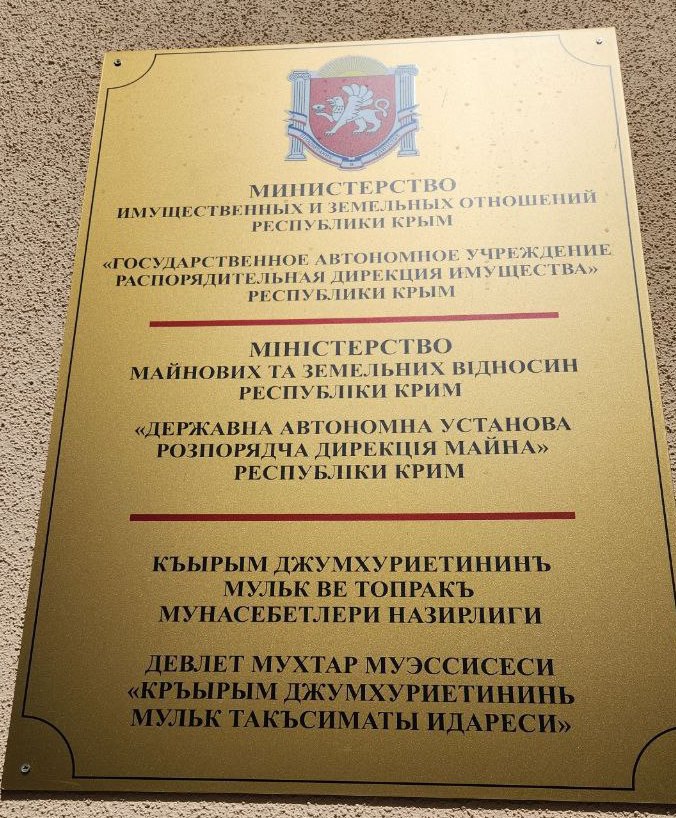 МИНИСТЕРСТВО
ИМУЩЕСТВЕННЫХ И ЗЕМЕЛЬНЫХ ОТНОШЕНИЙ
РЕСПУБЛИКИ КРЫМ
«ГОСУДАРСТВЕННОЕ АВТОНОМНОЕ УЧРЕЖДЕНИЕ
РАСПОРЯДИТЕЛЬНАЯ ДИРЕКЦИЯ ИМУЩЕСТВА»
РЕСПУБЛИКИ КРЫМ
МІНІСТЕРСТВО
МАЙНОВИХ ТА ЗЕМЕЛЬНИХ ВІДНОСИН
РЕСПУБЛІКИ КРИМ
«ДЕРЖАВНА АВТОНОМНА УСТАНОВА
РОЗПОРЯДЧА ДИРЕКЦІЯ МАЙНА»
РЕСПУБЛІКИ КРИМ
КЪЫРЫМ ДЖУМХУРИЕТИНИНЪ
МУЛЬК ВЕ ТОПРАКЪ
МУНАСЕБЕТЛЕРИ НАЗИРЛИГИ
ДЕВЛЕТ МУХТАР МУЭССИСЕСИ
«КРЪЫРЫМ ДЖУМХУРИЕТИНИНЬ
МУЛЬК ТАКЪСИМАТЫ ИДАРЕСИ»